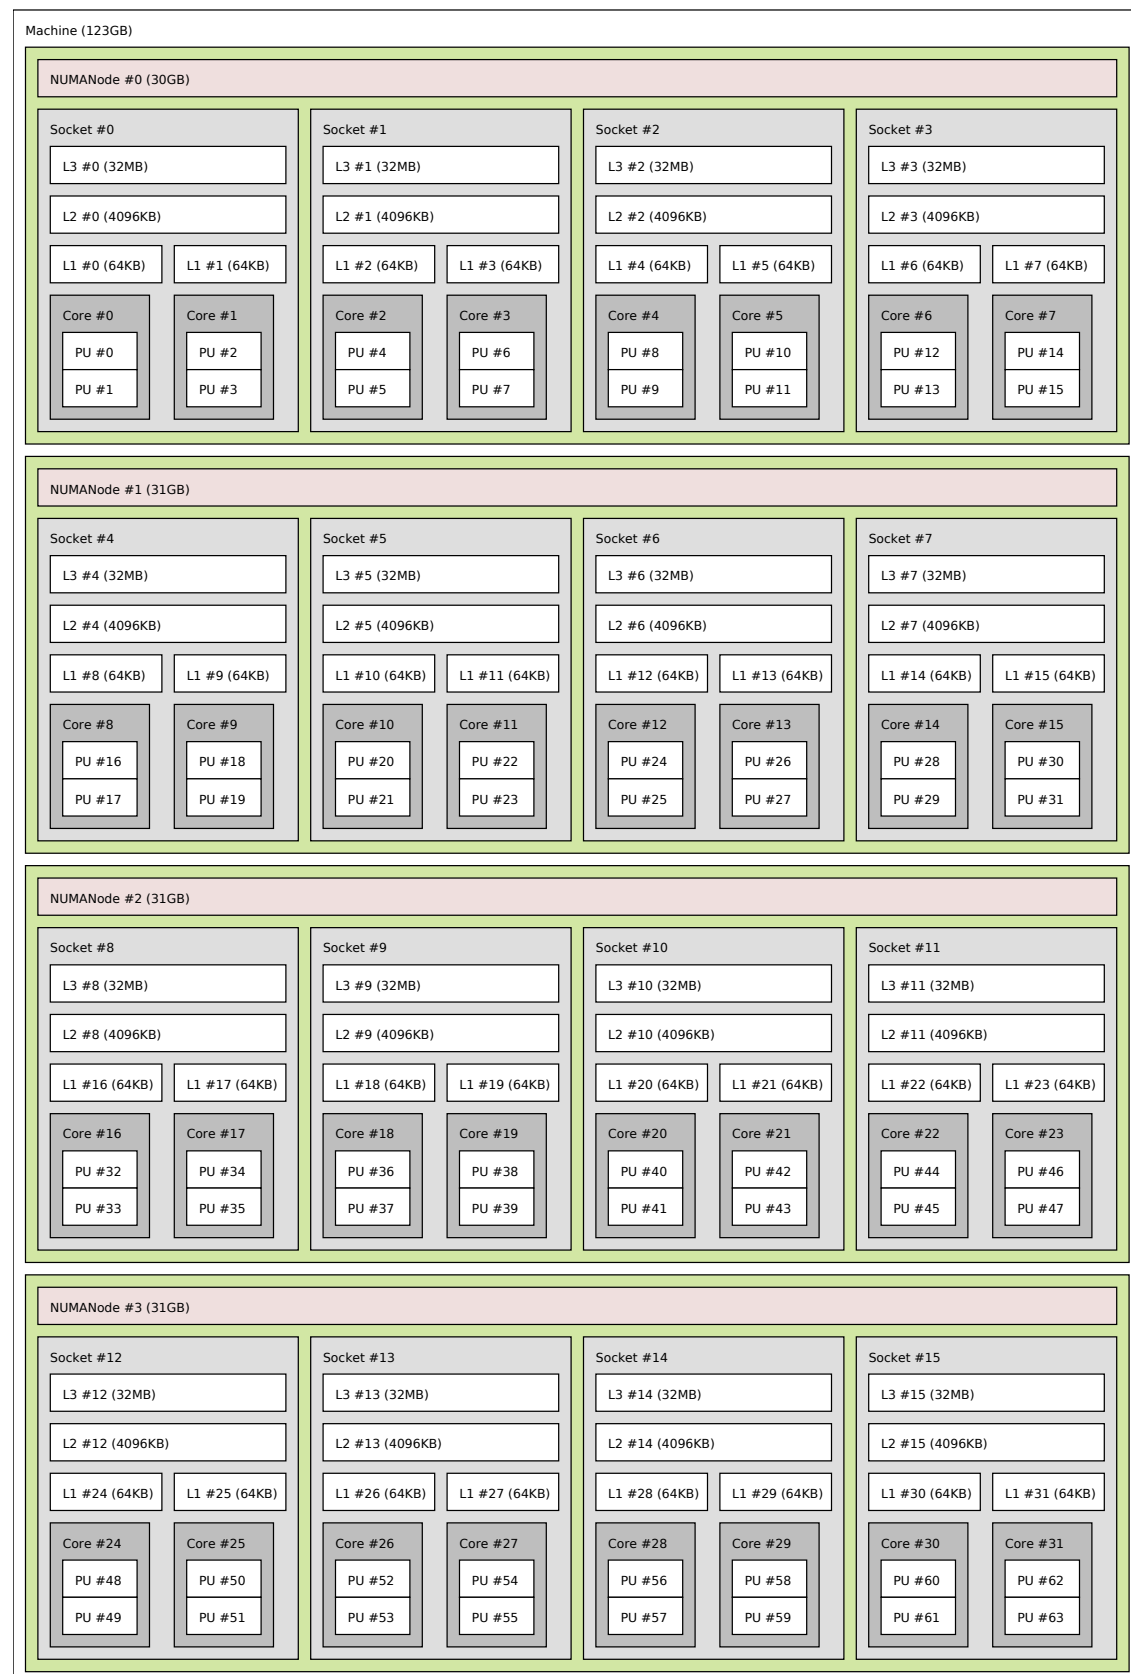 Machine (123GB)
NUMANode #0 (30GB)
Socket #0 Socket #1 Socket #2 Socket #3
L3 #0 (32MB) L3 #1 (32MB) L3 #2 (32MB) L3 #3 (32MB)
L2 #0 (4096KB) L2 #1 (4096KB) L2 #2 (4096KB) L2 #3 (4096KB)
L1 #0 (64KB) L1 #1 (64KB) L1 #2 (64KB) L1 #3 (64KB) L1 #4 (64KB) L1 #5 (64KB) L1 #6 (64KB) L1 #7 (64KB)
Core #0 Core #1 Core #2 Core #3 Core #4 Core #5 Core #6 Core #7
PU #0 PU #2 PU #4 PU #6 PU #8 PU #10 PU #12 PU #14
PU #1 PU #3 PU #5 PU #7 PU #9 PU #11 PU #13 PU #15
NUMANode #1 (31GB)
Socket #4 Socket #5 Socket #6 Socket #7
L3 #4 (32MB) L3 #5 (32MB) L3 #6 (32MB) L3 #7 (32MB)
L2 #4 (4096KB) L2 #5 (4096KB) L2 #6 (4096KB) L2 #7 (4096KB)
L1 #8 (64KB) L1 #9 (64KB) L1 #10 (64KB) L1 #11 (64KB) L1 #12 (64KB) L1 #13 (64KB) L1 #14 (64KB) L1 #15 (64KB)
Core #8 Core #9 Core #10 Core #11 Core #12 Core #13 Core #14 Core #15
PU #16 PU #18 PU #20 PU #22 PU #24 PU #26 PU #28 PU #30
PU #17 PU #19 PU #21 PU #23 PU #25 PU #27 PU #29 PU #31
NUMANode #2 (31GB)
Socket #8 Socket #9 Socket #10 Socket #11
L3 #8 (32MB) L3 #9 (32MB) L3 #10 (32MB) L3 #11 (32MB)
L2 #8 (4096KB) L2 #9 (4096KB) L2 #10 (4096KB) L2 #11 (4096KB)
L1 #16 (64KB) L1 #17 (64KB) L1 #18 (64KB) L1 #19 (64KB) L1 #20 (64KB) L1 #21 (64KB) L1 #22 (64KB) L1 #23 (64KB)
Core #16 Core #17 Core #18 Core #19 Core #20 Core #21 Core #22 Core #23
PU #32 PU #34 PU #36 PU #38 PU #40 PU #42 PU #44 PU #46
PU #33 PU #35 PU #37 PU #39 PU #41 PU #43 PU #45 PU #47
NUMANode #3 (31GB)
Socket #12 Socket #13 Socket #14 Socket #15
L3 #12 (32MB) L3 #13 (32MB) L3 #14 (32MB) L3 #15 (32MB)
L2 #12 (4096KB) L2 #13 (4096KB) L2 #14 (4096KB) L2 #15 (4096KB)
L1 #24 (64KB) L1 #25 (64KB) L1 #26 (64KB) L1 #27 (64KB) L1 #28 (64KB) L1 #29 (64KB) L1 #30 (64KB) L1 #31 (64KB)
Core #24 Core #25 Core #26 Core #27 Core #28 Core #29 Core #30 Core #31
PU #48 PU #50 PU #52 PU #54 PU #56 PU #58 PU #60 PU #62
PU #49 PU #51 PU #53 PU #55 PU #57 PU #59 PU #61 PU #63